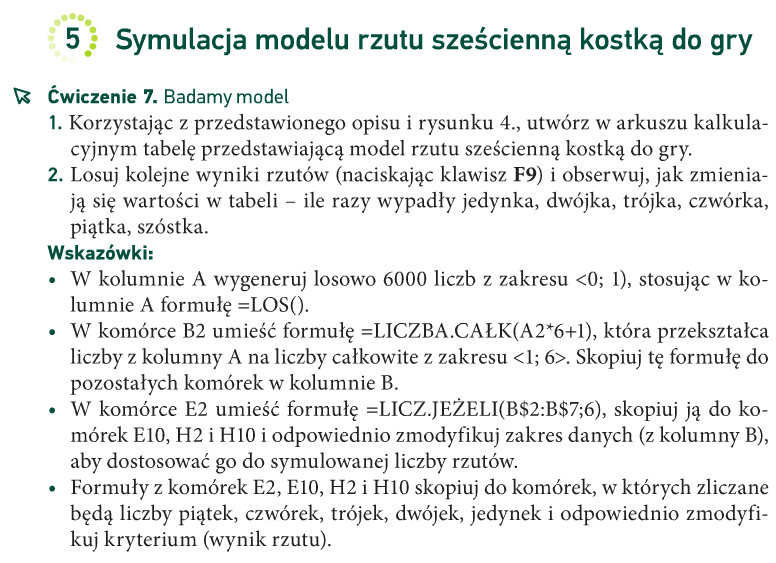 5 Symulacja modelu rzutu sześcienną kostką do gry
Ćwiczenie 7. Badamy model
1. Korzystając z przedstawionego opisu i rysunku 4., utwórz w arkuszu kalkula-
cyjnym tabelę przedstawiającą model rzutu sześcienną kostką do gry.
2. Losuj kolejne wyniki rzutów (naciskając klawisz F9) i obserwuj, jak zmienia-
ją się wartości w tabeli – ile razy wypadły jedynka, dwójka, trójka, czwórka,
piątka, szóstka.
Wskazówki:
• W kolumnie A wygeneruj losowo 6000 liczb z zakresu <0; 1), stosując w ko-
lumnie A formułę =LOS().
• W komórce B2 umieść formułę =LICZBA.CAŁK(A2*6+1), która przekształca
liczby z kolumny A na liczby całkowite z zakresu <1; 6>. Skopiuj tę formułę do
pozostałych komórek w kolumnie B.
• W komórce E2 umieść formułę =LICZ.JEŻELI(B$2:B$7;6), skopiuj ją do ko-
mórek E10, H2 i H10 i odpowiednio zmodyfikuj zakres danych (z kolumny B),
aby dostosować go do symulowanej liczby rzutów.
• Formuły z komórek E2, E10, H2 i H10 skopiuj do komórek, w których zliczane
będą liczby piątek, czwórek, trójek, dwójek, jedynek i odpowiednio zmodyfi-
kuj kryterium (wynik rzutu).